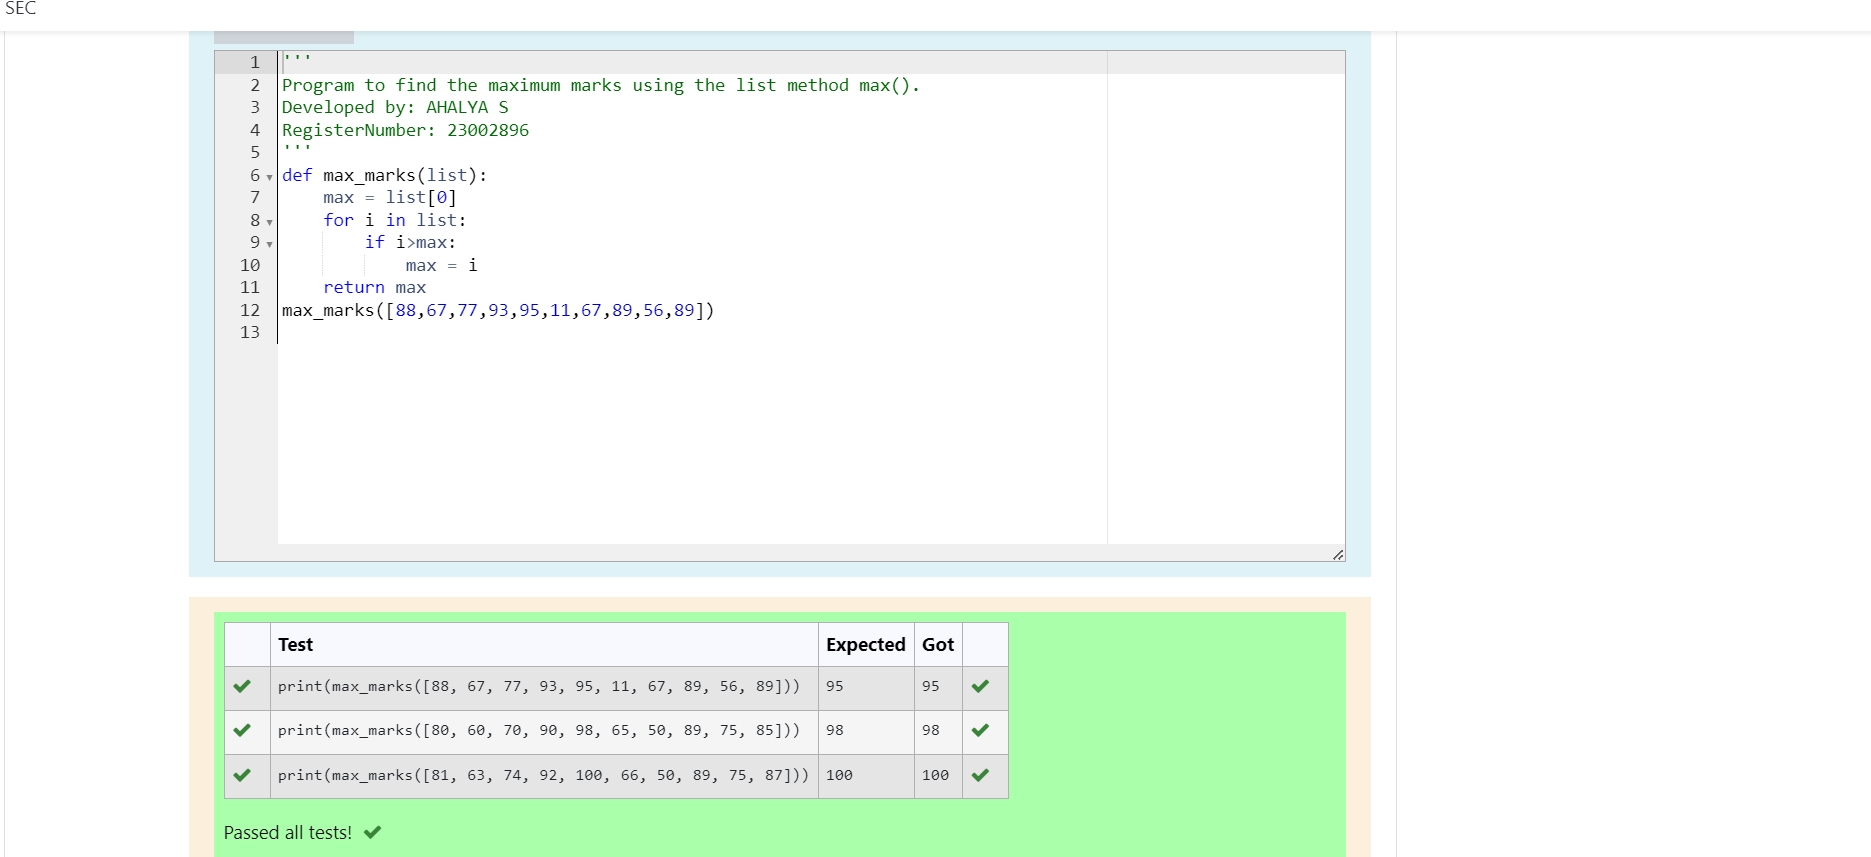 SEC
1 '''
2 Program to find the maximum marks using the list method max().
3 Developed by: AHALYA S
4 RegisterNumber: 23002896
5 '''
6 def max_marks(list):
7     max = list[0]
8     for i in list:
9         if i>max:
10             max = i
11     return max
12 max_marks([88,67,77,93,95,11,67,89,56,89])
13
Test Expected Got
print(max_marks([88, 67, 77, 93, 95, 11, 67, 89, 56, 89])) 95 95
print(max_marks([80, 60, 70, 90, 98, 65, 50, 89, 75, 85])) 98 98
print(max_marks([81, 63, 74, 92, 100, 66, 50, 89, 75, 87])) 100 100
Passed all tests!